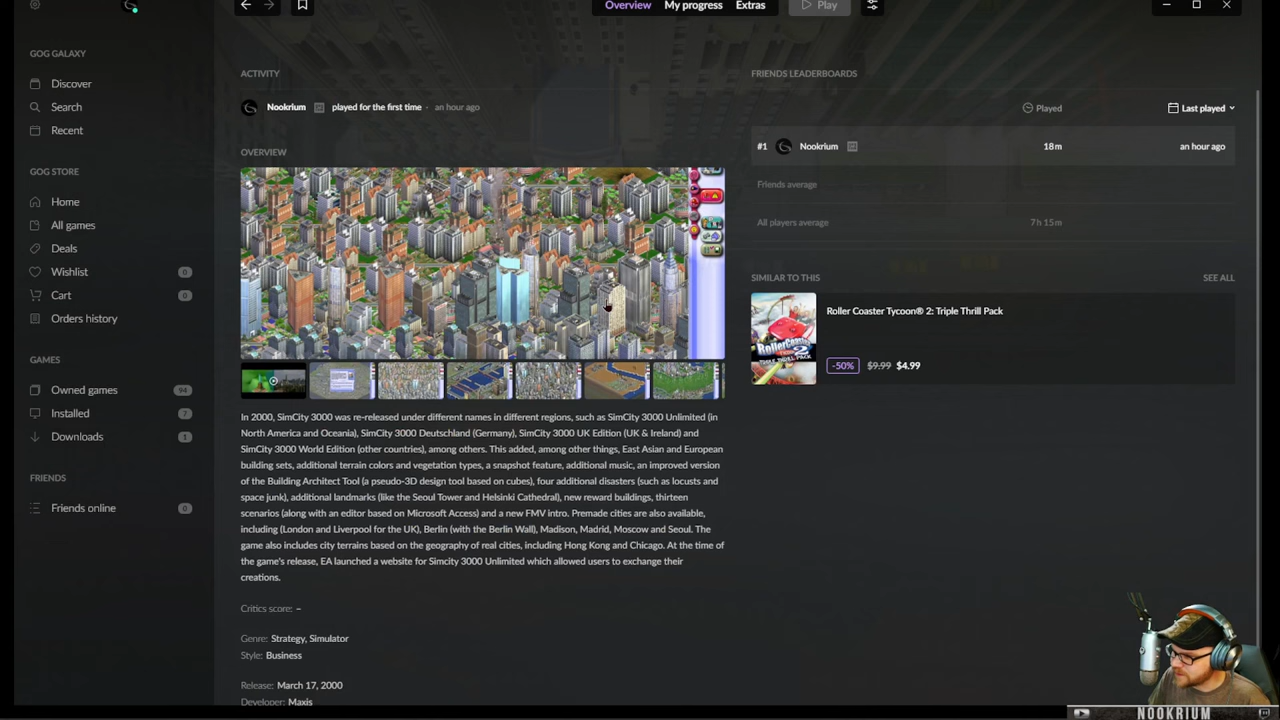 Overview My progress Extras Play
GOG GALAXY
Discover
Search
Recent
GOG STORE
Home
All games
Deals
Wishlist 0
Cart 0
Orders history
GAMES
Owned games 94
Installed 7
Downloads 1
FRIENDS
Friends online 0
ACTIVITY
Nookrium played for the first time · an hour ago
OVERVIEW
In 2000, SimCity 3000 was re-released under different names in different regions, such as SimCity 3000 Unlimited (in
North America and Oceania), SimCity 3000 Deutschland (Germany), SimCity 3000 UK Edition (UK & Ireland) and
SimCity 3000 World Edition (other countries), among others. This added, among other things, East Asian and European
building sets, additional terrain colors and vegetation types, a snapshot feature, additional music, an improved version
of the Building Architect Tool (a pseudo-3D design tool based on cubes), four additional disasters (such as locusts and
space junk), additional landmarks (like the Seoul Tower and Helsinki Cathedral), new reward buildings, thirteen
scenarios (along with an editor based on Microsoft Access) and a new FMV intro. Premade cities are also available,
including (London and Liverpool for the UK), Berlin (with the Berlin Wall), Madison, Madrid, Moscow and Seoul. The
game also includes city terrains based on the geography of real cities, including Hong Kong and Chicago. At the time of
the game's release, EA launched a website for Simcity 3000 Unlimited which allowed users to exchange their
creations.
Critics score: –
Genre: Strategy, Simulator
Style: Business
Release: March 17, 2000
Developer: Maxis
FRIENDS LEADERBOARDS
Played Last played
#1 Nookrium 18m an hour ago
Friends average
All players average 7h 15m
SIMILAR TO THIS SEE ALL
Roller Coaster Tycoon® 2: Triple Thrill Pack
-50% $9.99 $4.99
ROLLERCOASTER TYCOON 2
TRIPLE THRILL PACK
NOOKRIUM